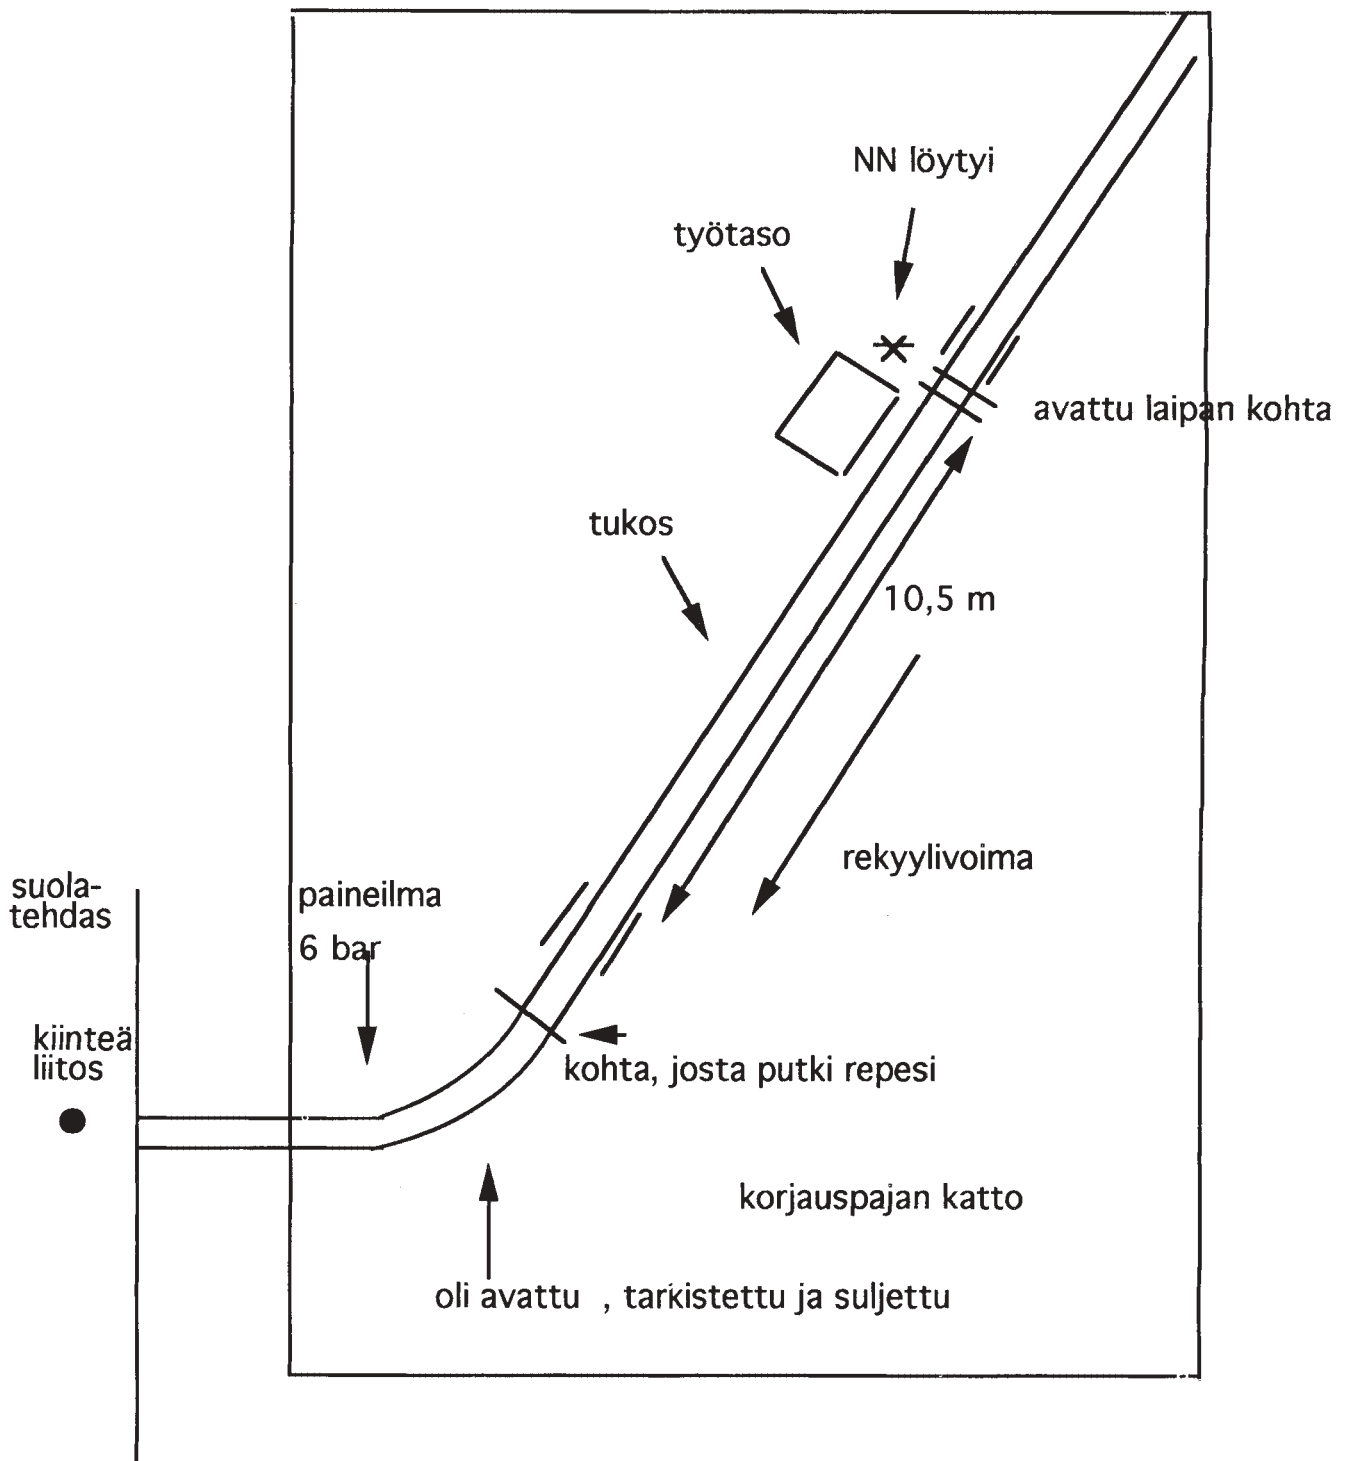 NN löytyi
työtaso
avattu laipan kohta
tukos
10,5 m
rekyylivoima
suola-
tehdas
paineilma
6 bar
kiinteä
liitos
kohta, josta putki repesi
korjauspajan katto
oli avattu , tarkistettu ja suljettu